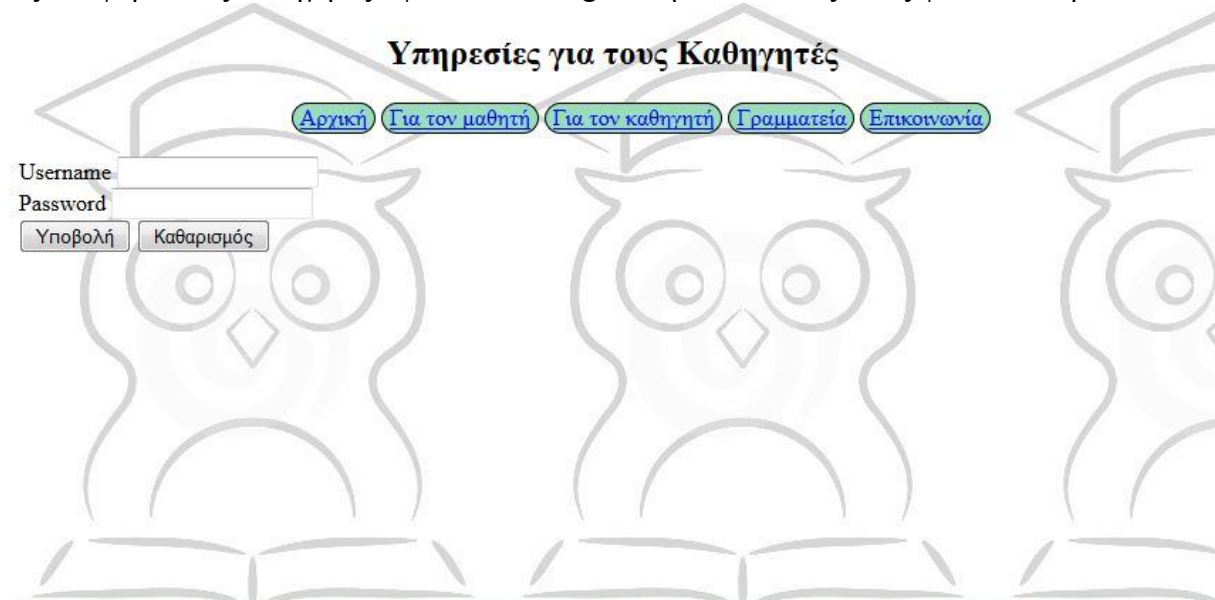 Υπηρεσίες για τους Καθηγητές
Αρχική Για τον μαθητή Για τον καθηγητή Γραμματεία Επικοινωνία
Username
Password
Υποβολή Καθαρισμός